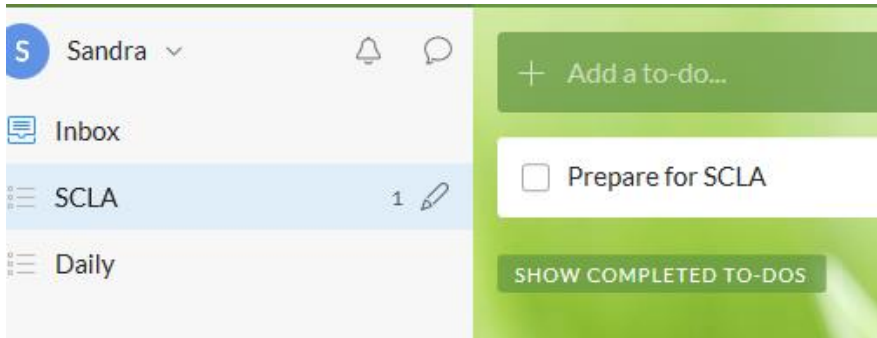 S
Sandra
Inbox
SCLA 1
Daily
Add a to-do...
Prepare for SCLA
SHOW COMPLETED TO-DOS